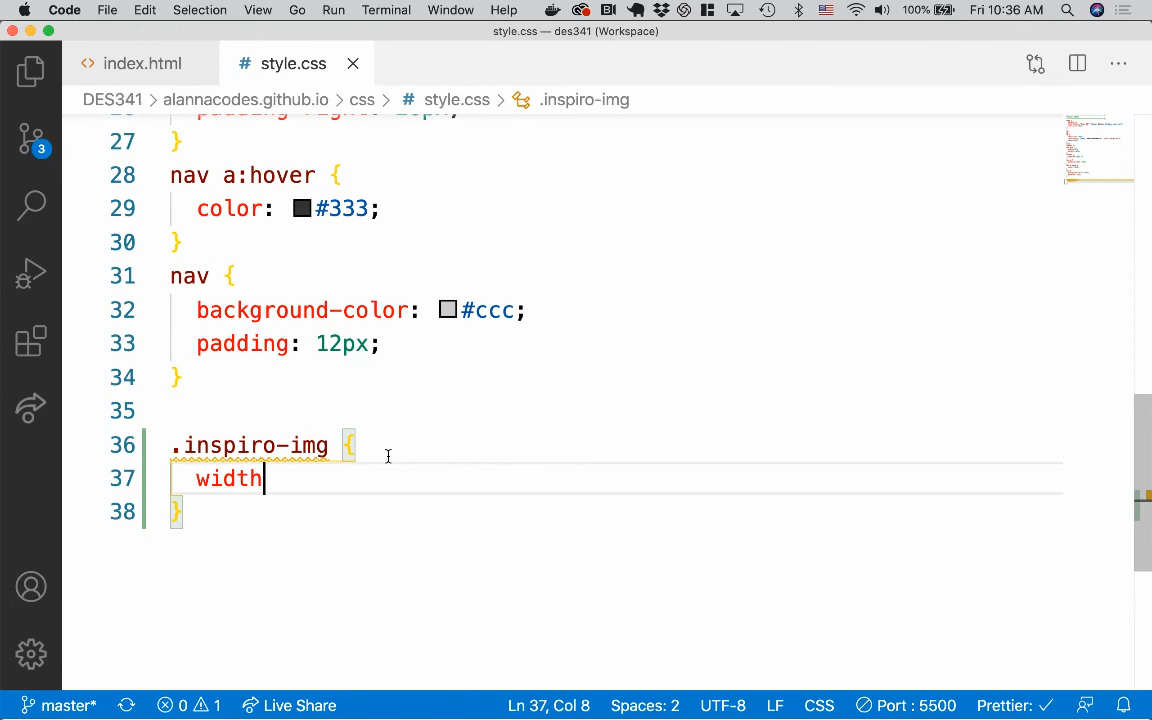 Code File Edit Selection View Go Run Terminal Window Help 100% Fri 10:36 AM
style.css — des341 (Workspace)
index.html # style.css
DES341 > alannacodes.github.io > css > # style.css > .inspiro-img
27 }
28 nav a:hover {
29 color: #333;
30 }
31 nav {
32 background-color: #ccc;
33 padding: 12px;
34 }
35
36 .inspiro-img {
37 width
38 }
3
master* 0 1 Live Share Ln 37, Col 8 Spaces: 2 UTF-8 LF CSS Port : 5500 Prettier: